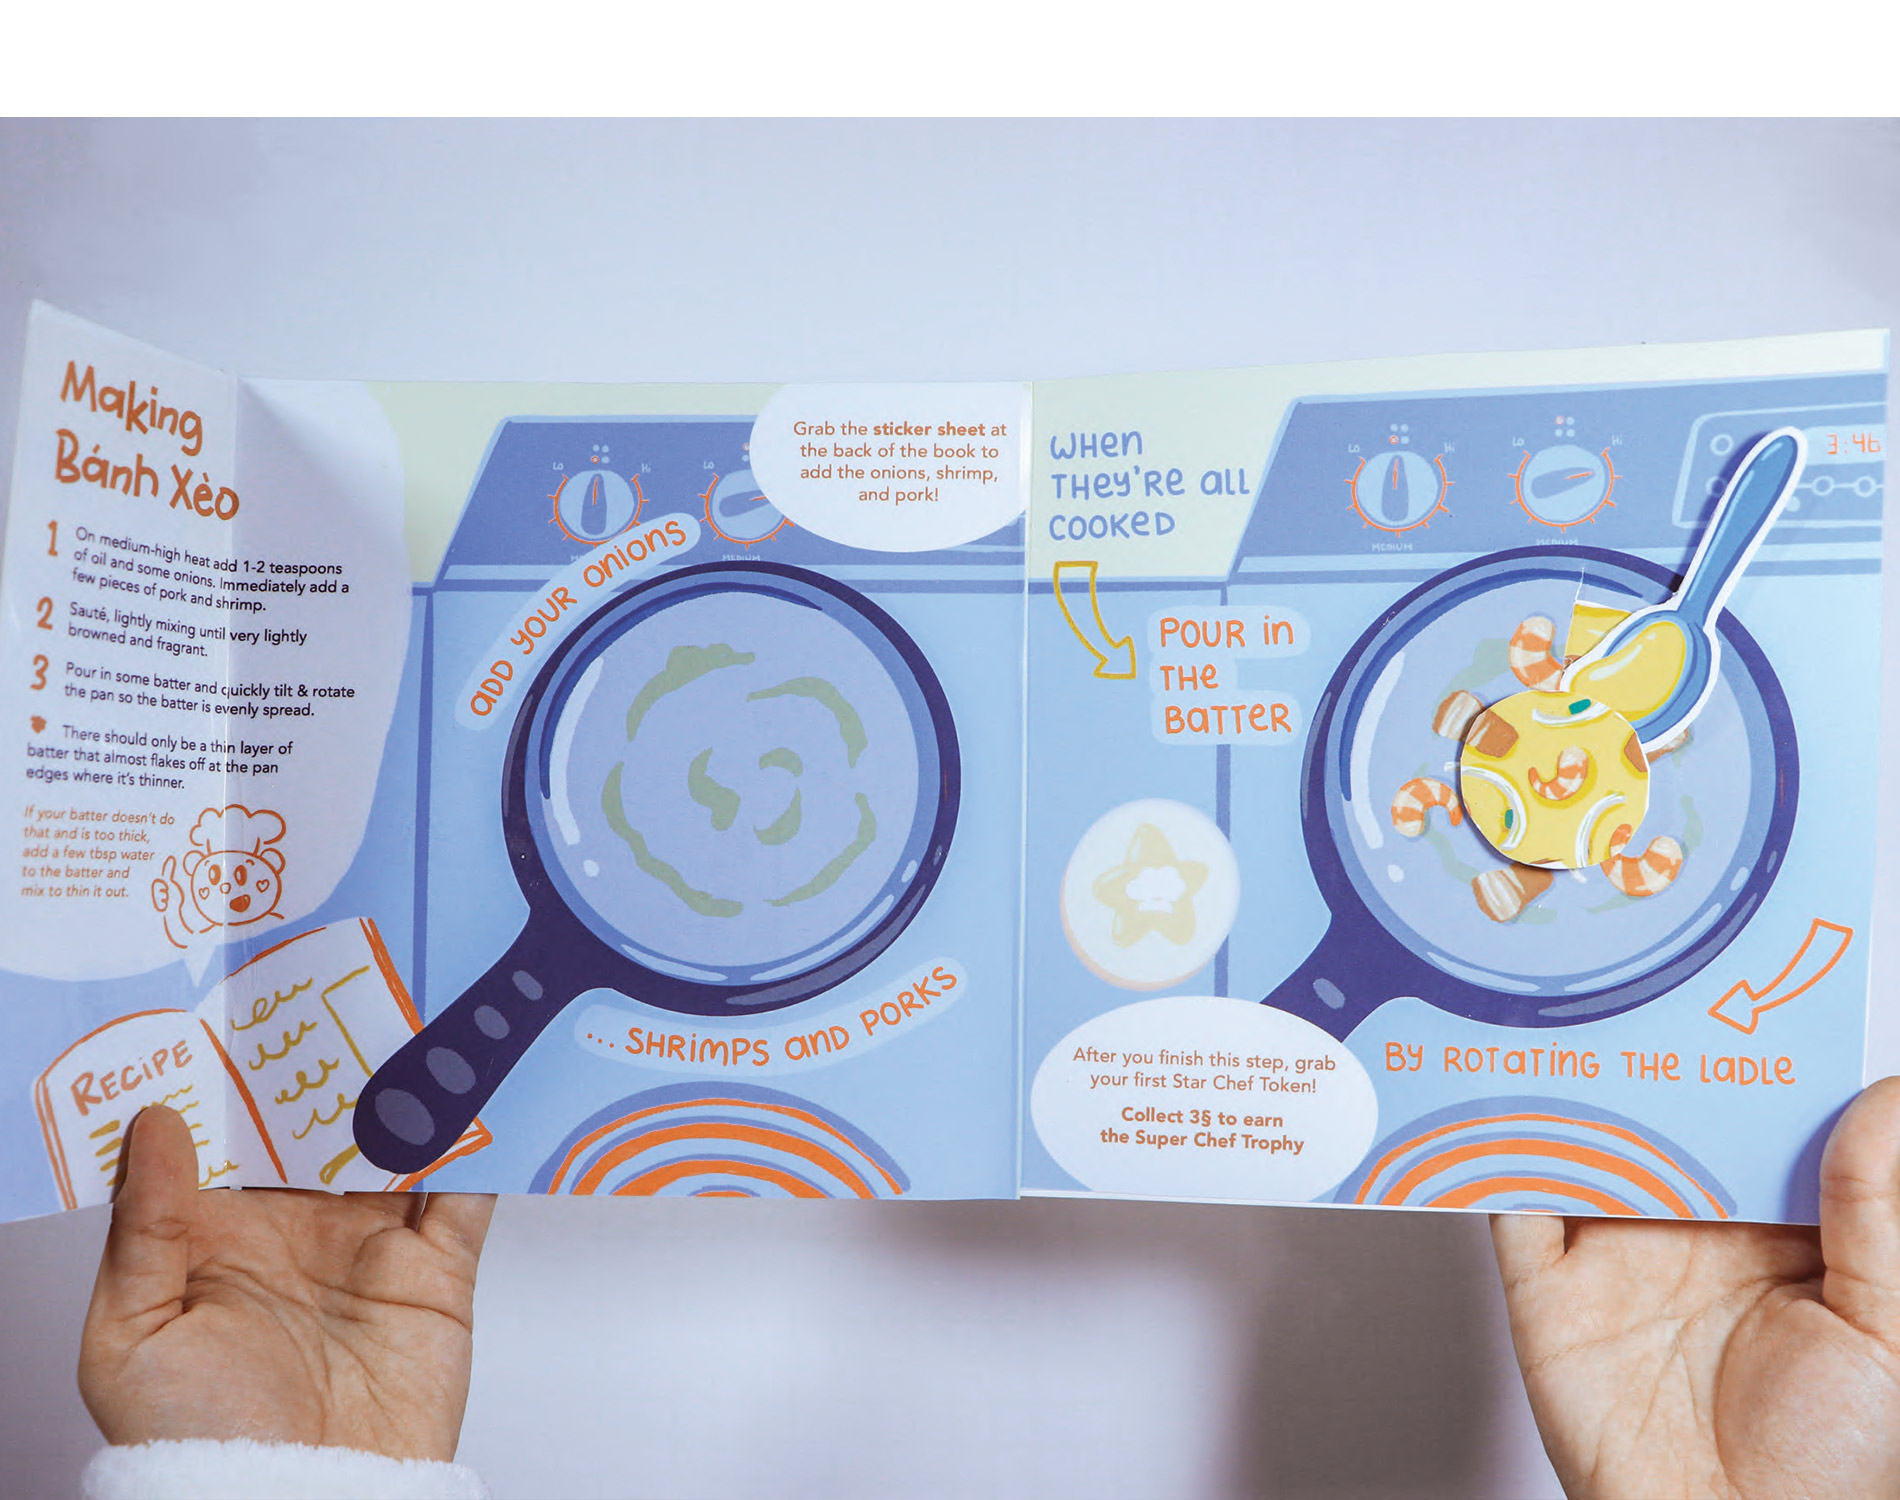 Making
Bánh Xèo
1 On medium-high heat add 1-2 teaspoons
of oil and some onions. Immediately add a
few pieces of pork and shrimp.
2 Sauté, lightly mixing until very lightly
browned and fragrant.
3 Pour in some batter and quickly tilt & rotate
the pan so the batter is evenly spread.
There should only be a thin layer of
batter that almost flakes off at the pan
edges where it's thinner.
If your batter doesn't do
that and is too thick,
add a few tbsp water
to the batter and
mix to thin it out.
RECIPE
Lo Hi
Lo
MEDIUM
Grab the sticker sheet at
the back of the book to
add the onions, shrimp,
and pork!
ADD YOUR ONIONS
... SHRIMPS AND PORKS
WHEN
THEY'RE ALL
COOKED
POUR in
THE
BATTER
Lo Hi
MEDIUM
Lo Hi
MEDIUM
3:46
After you finish this step, grab
your first Star Chef Token!
Collect 3§ to earn
the Super Chef Trophy
BY ROTATING THE LADLE